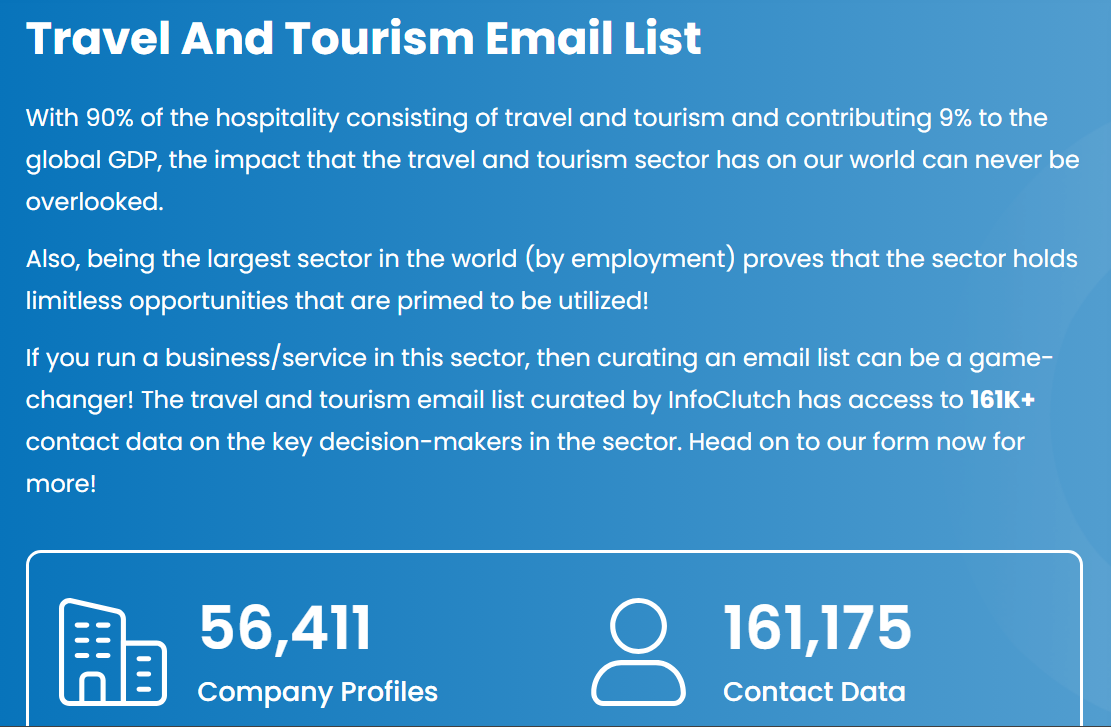 Travel And Tourism Email List
With 90% of the hospitality consisting of travel and tourism and contributing 9% to the
global GDP, the impact that the travel and tourism sector has on our world can never be
overlooked.
Also, being the largest sector in the world (by employment) proves that the sector holds
limitless opportunities that are primed to be utilized!
If you run a business/service in this sector, then curating an email list can be a game-
changer! The travel and tourism email list curated by InfoClutch has access to 161K+
contact data on the key decision-makers in the sector. Head on to our form now for
more!
56,411
Company Profiles
161,175
Contact Data